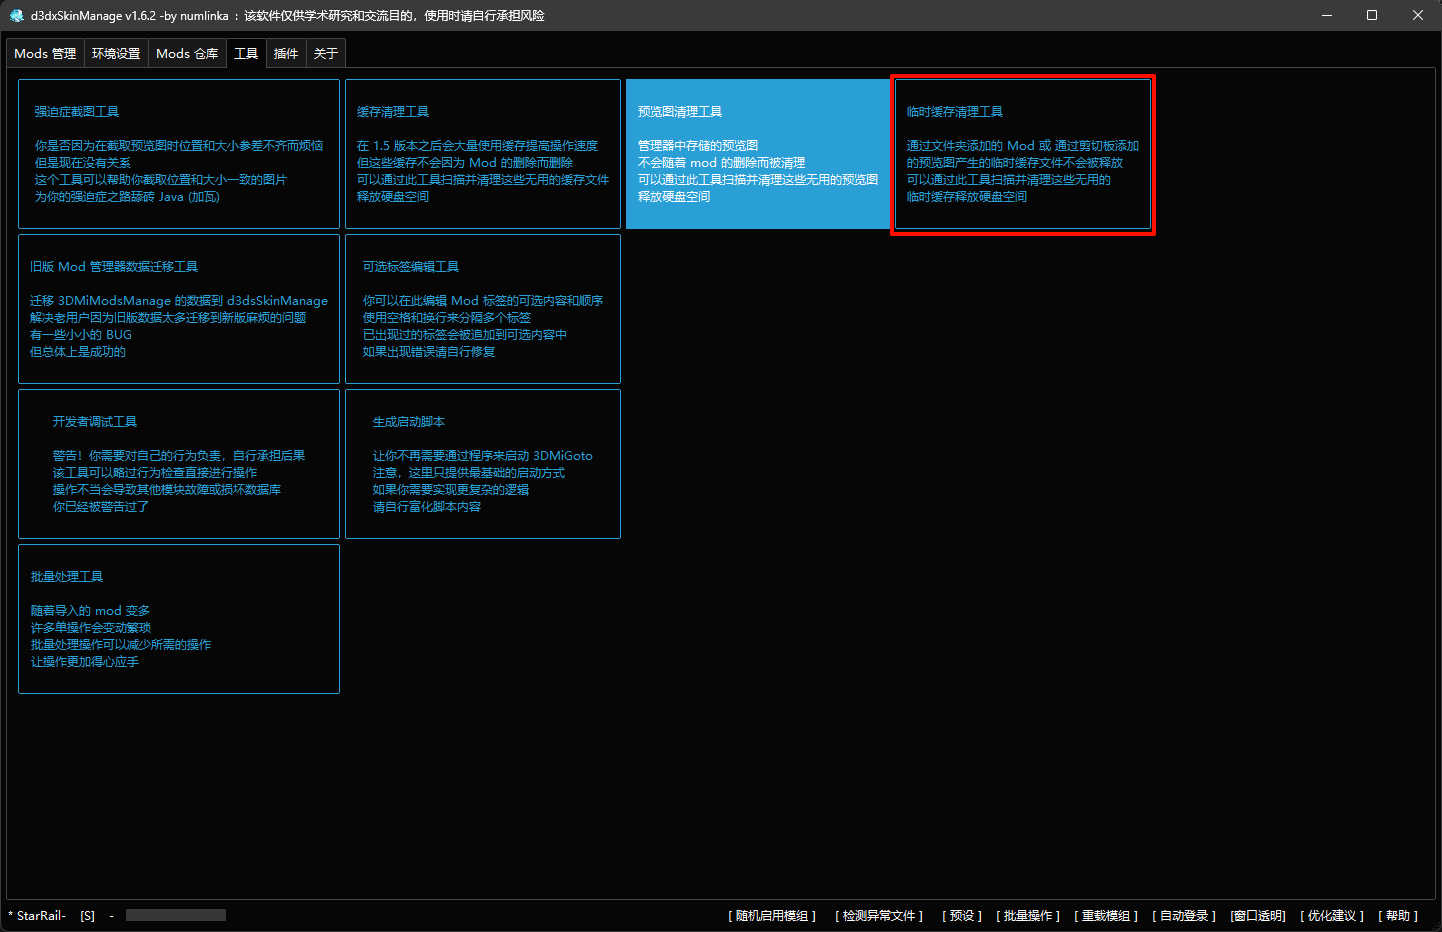 d3dxSkinManage v1.6.2 -by numlinka ：该软件仅供学术研究和交流目的，使用时请自行承担风险
Mods 管理 环境设置 Mods 仓库 工具 插件 关于
强迫症截图工具
你是否因为在截取预览图时位置和大小参差不齐而烦恼
但是现在没有关系
这个工具可以帮助你截取位置和大小一致的图片
为你的强迫症之路舔砖 Java (加瓦)
缓存清理工具
在 1.5 版本之后会大量使用缓存提高操作速度
但这些缓存不会因为 Mod 的删除而删除
可以通过此工具扫描并清理这些无用的缓存文件
释放硬盘空间
预览图清理工具
管理器中存储的预览图
不会随着 mod 的删除而被清理
可以通过此工具扫描并清理这些无用的预览图
释放硬盘空间
临时缓存清理工具
通过文件夹添加的 Mod 或 通过剪切板添加
的预览图产生的临时缓存文件不会被释放
可以通过此工具扫描并清理这些无用的
临时缓存释放硬盘空间
旧版 Mod 管理器数据迁移工具
迁移 3DMiModsManage 的数据到 d3dsSkinManage
解决老用户因为旧版数据太多迁移到新版麻烦的问题
有一些小小的 BUG
但总体上是成功的
可选标签编辑工具
你可以在此编辑 Mod 标签的可选内容和顺序
使用空格和换行来分隔多个标签
已出现过的标签会被追加到可选内容中
如果出现错误请自行修复
开发者调试工具
警告！你需要对自己的行为负责，自行承担后果
该工具可以略过行为检查直接进行操作
操作不当会导致其他模块故障或损坏数据库
你已经被警告过了
生成启动脚本
让你不再需要通过程序来启动 3DMiGoto
注意，这里只提供最基础的启动方式
如果你需要实现更复杂的逻辑
请自行富化脚本内容
批量处理工具
随着导入的 mod 变多
许多单操作会变动繁琐
批量处理操作可以减少所需的操作
让操作更加得心应手
* StarRail- [S] - [ 随机启用模组 ] [ 检测异常文件 ] [ 预设 ] [ 批量操作 ] [ 重载模组 ] [ 自动登录 ] [窗口透明] [ 优化建议 ] [ 帮助 ]